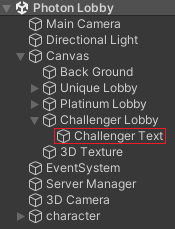 Photon Lobby
Main Camera
Directional Light
Canvas
Back Ground
Unique Lobby
Platinum Lobby
Challenger Lobby
Challenger Text
3D Texture
EventSystem
Server Manager
3D Camera
character